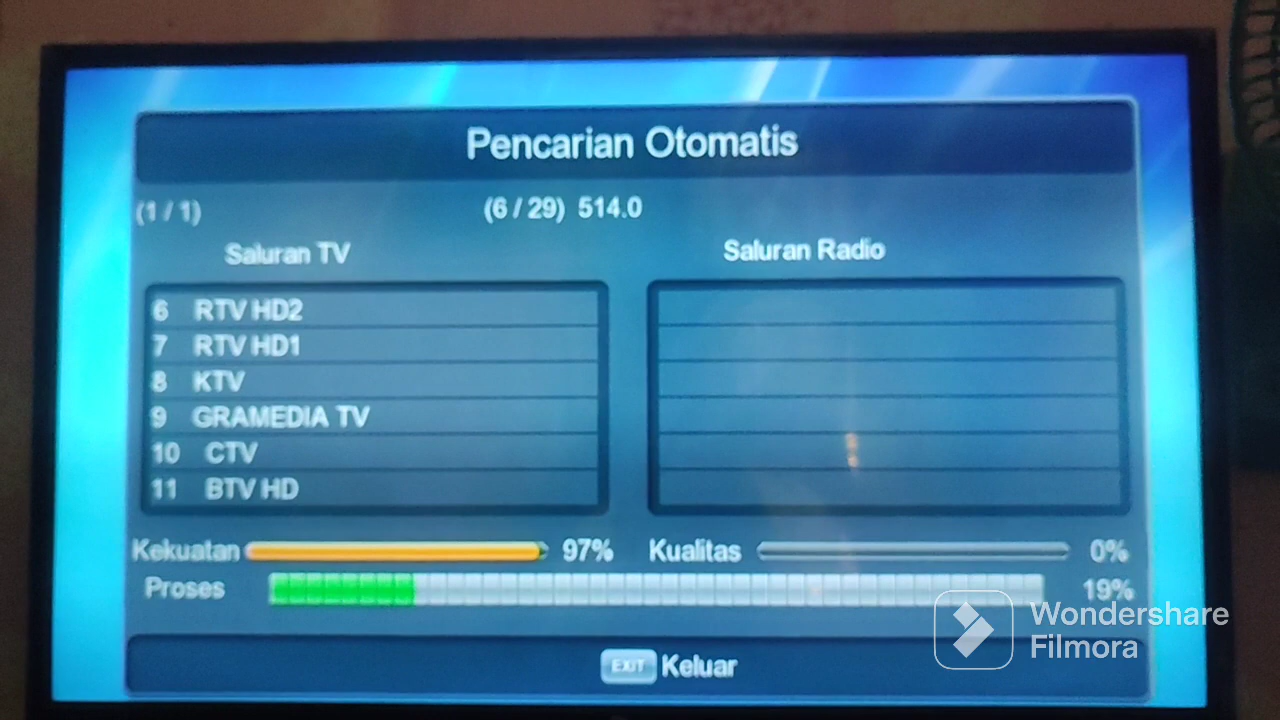 Pencarian Otomatis
(1 / 1)
(6 / 29) 514.0
Saluran TV
Saluran Radio
6 RTV HD2
7 RTV HD1
8 KTV
9 GRAMEDIA TV
10 CTV
11 BTV HD
Kekuatan 97% Kualitas 0%
Proses 19%
EXIT Keluar
Wondershare
Filmora